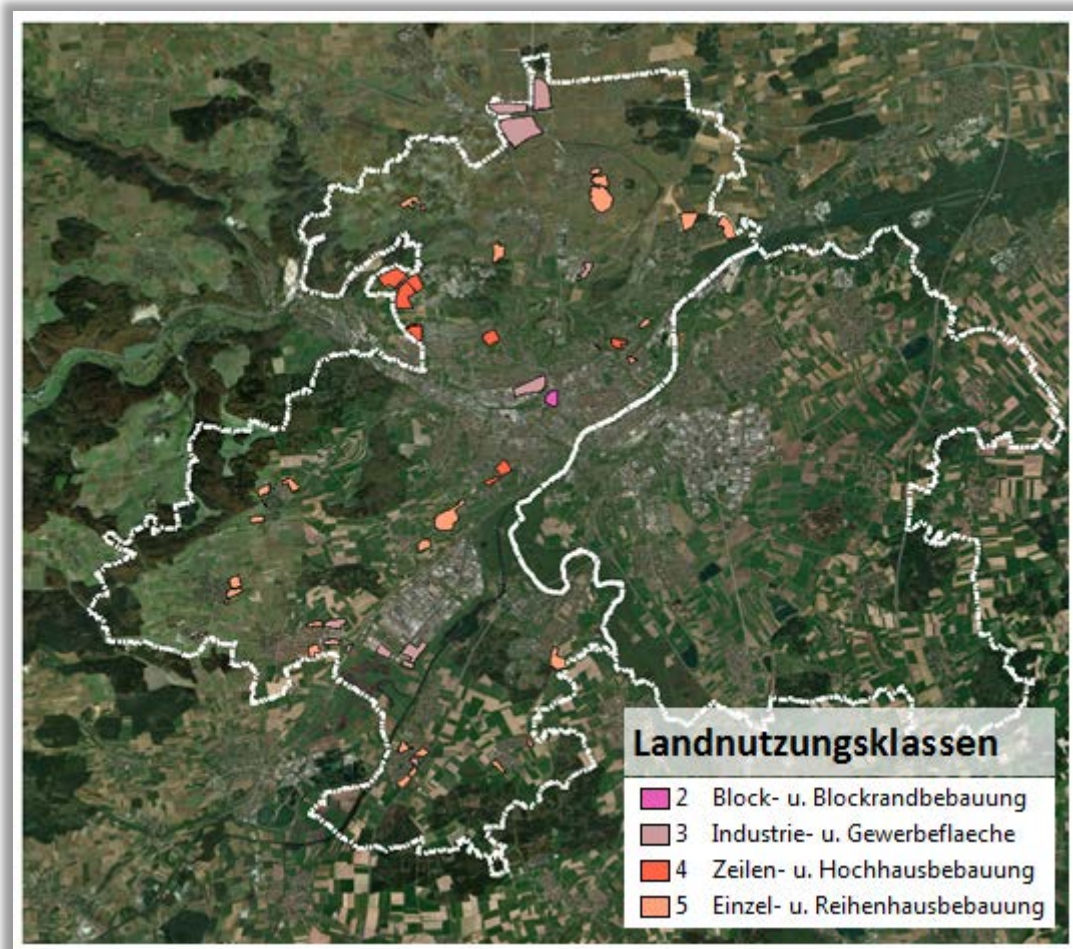 Landnutzungsklassen
2 Block- u. Blockrandbebauung
3 Industrie- u. Gewerbeflaeche
4 Zeilen- u. Hochhausbebauung
5 Einzel- u. Reihenhausbebauung